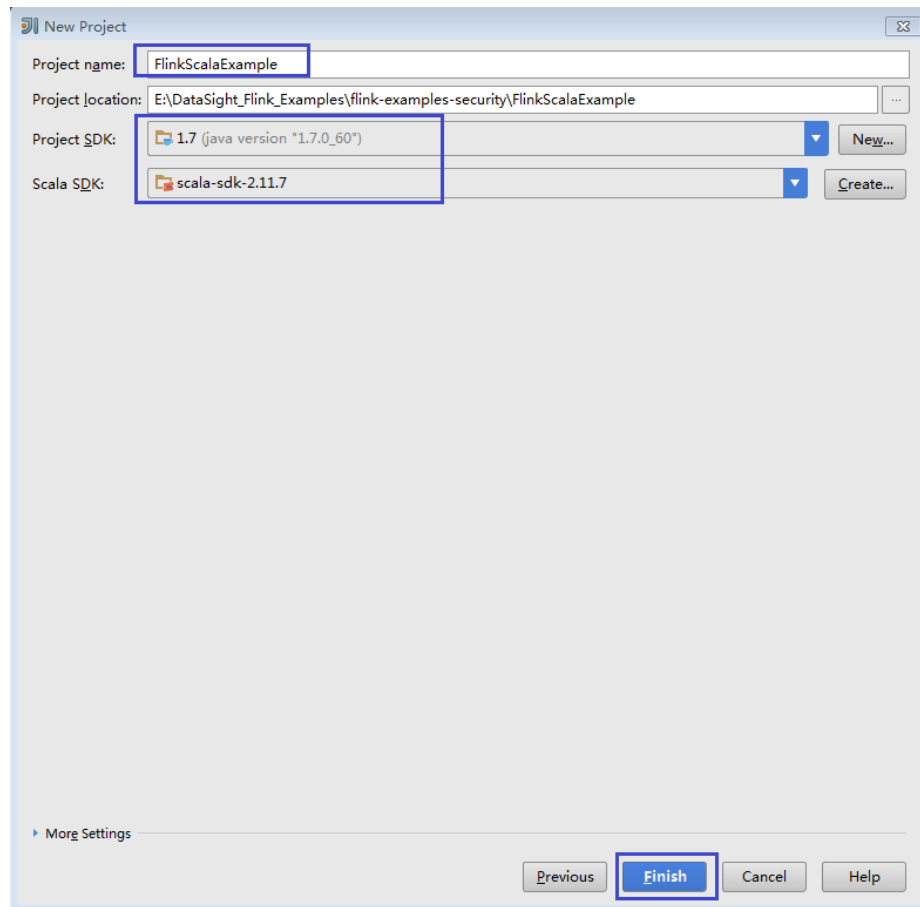 New Project
Project name: FlinkScalaExample
Project location: E:\DataSight_Flink_Examples\flink-examples-security\FlinkScalaExample ...
Project SDK: 1.7 (java version "1.7.0_60") New...
Scala SDK: scala-sdk-2.11.7 Create...
More Settings
Previous Finish Cancel Help